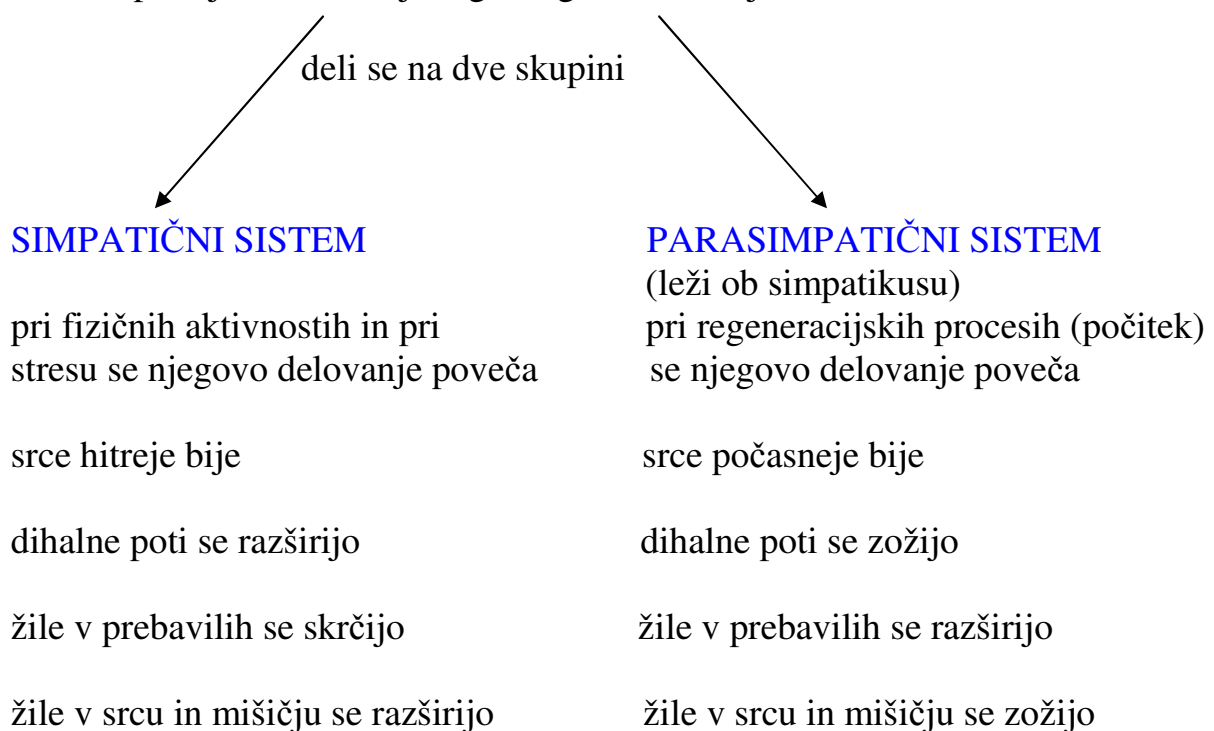 deli se na dve skupini
SIMPATIČNI SISTEM
PARASIMPATIČNI SISTEM
(leži ob simpatikusu)
pri fizičnih aktivnostih in pri
pri regeneracijskih procesih (počitek)
stresu se njegovo delovanje poveča
se njegovo delovanje poveča
srce hitreje bije
srce počasneje bije
dihalne poti se razširijo
dihalne poti se zožijo
žile v prebavilih se skrčijo
žile v prebavilih se razširijo
žile v srcu in mišičju se razširijo
žile v srcu in mišičju se zožijo